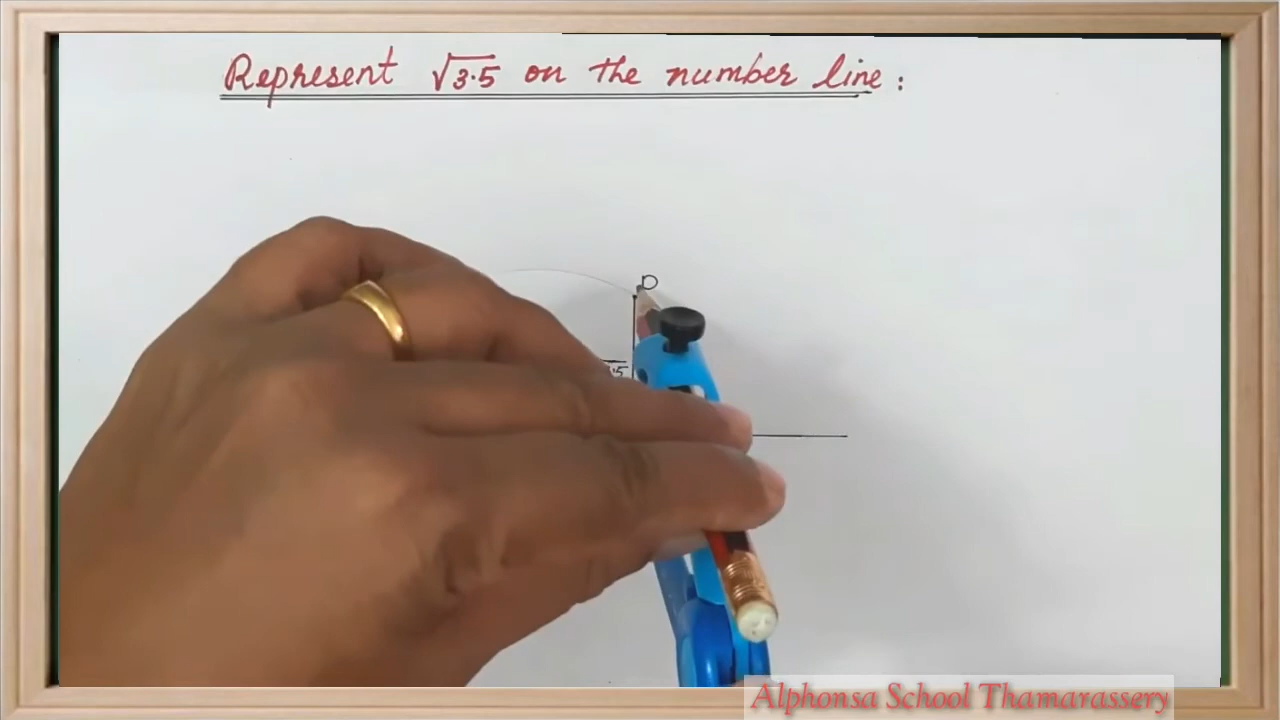 Represent √3.5 on the number line :
D
Alphonsa School Thamarassery